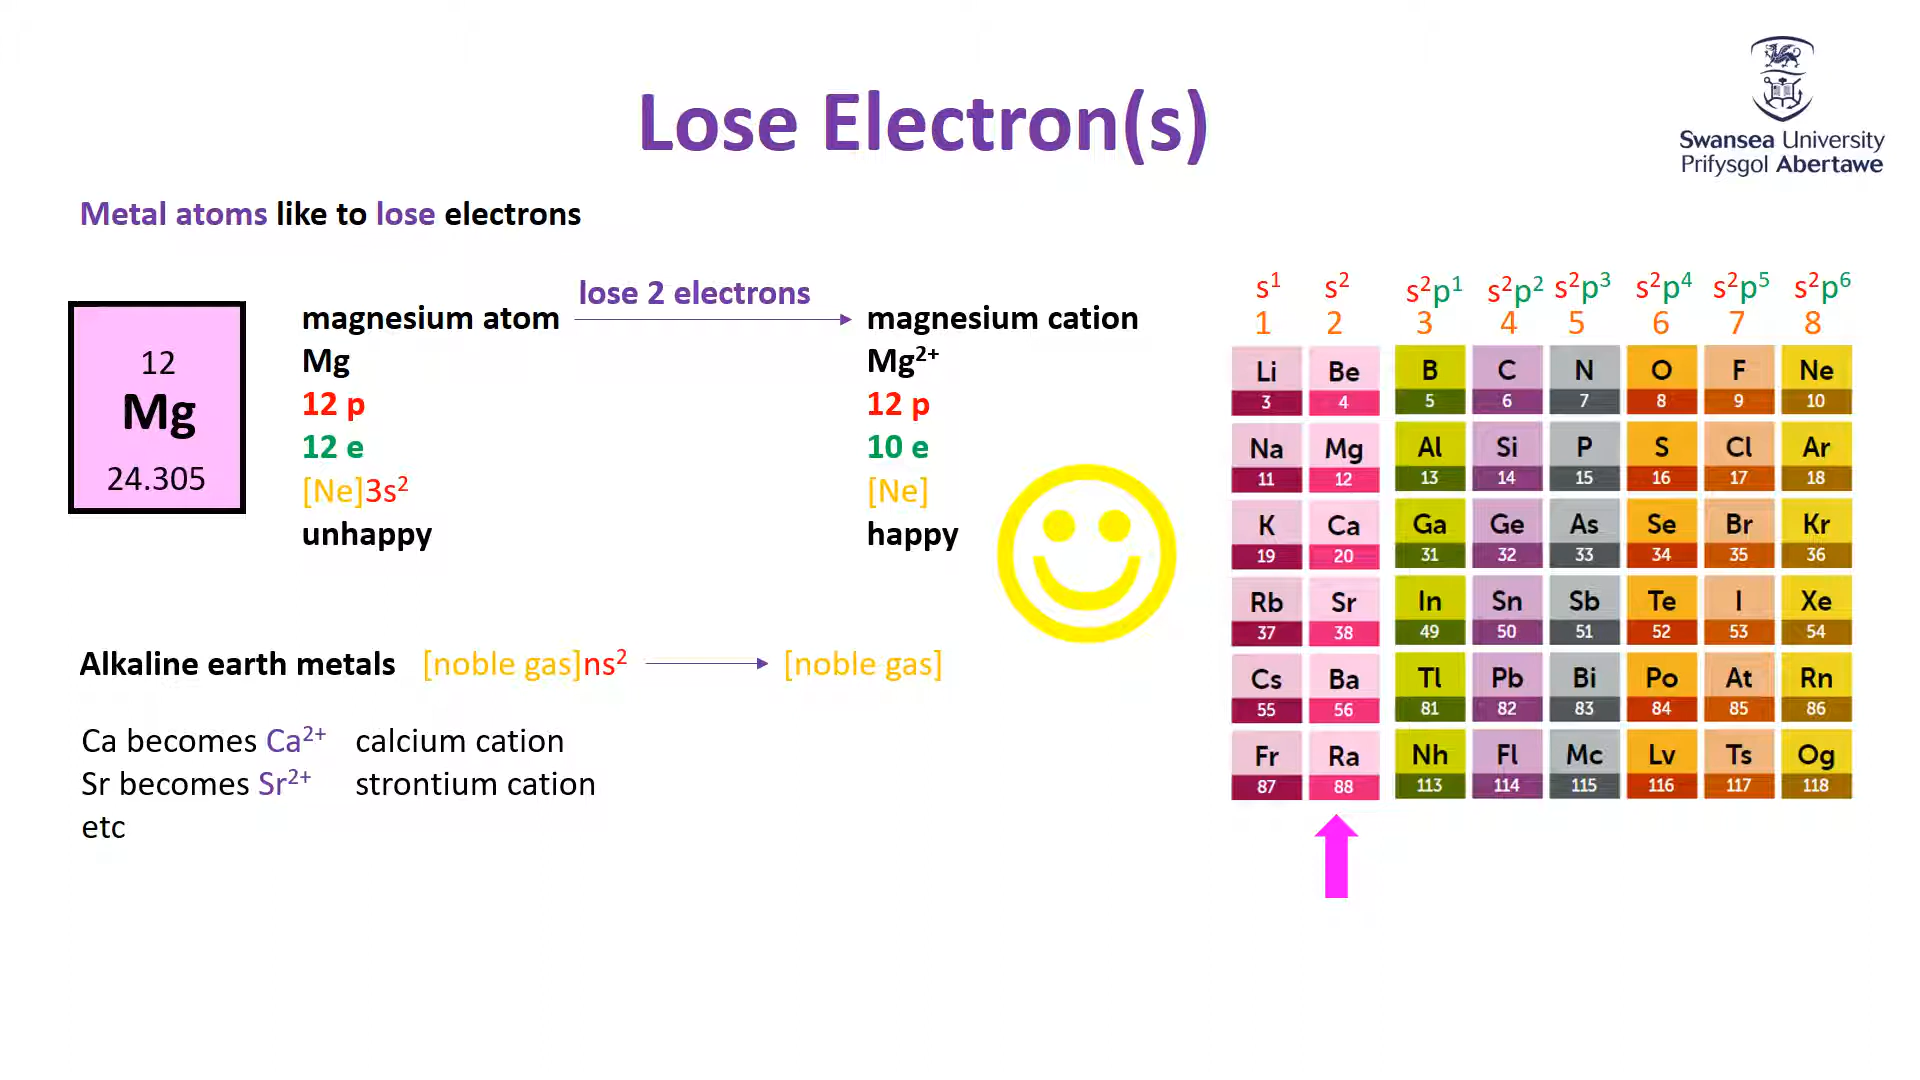 Lose Electron(s)
Swansea University
Prifysgol Abertawe
Metal atoms like to lose electrons
12
Mg
24.305
magnesium atom
Mg
12 p
12 e
[Ne]3s²
unhappy
lose 2 electrons
magnesium cation
Mg²⁺
12 p
10 e
[Ne]
happy
Alkaline earth metals [noble gas]ns² [noble gas]
Ca becomes Ca²⁺ calcium cation
Sr becomes Sr²⁺ strontium cation
etc
s¹ s² s²p¹ s²p² s²p³ s²p⁴ s²p⁵ s²p⁶
1 2 3 4 5 6 7 8
Li Be B C N O F Ne
3 4 5 6 7 8 9 10
Na Mg Al Si P S Cl Ar
11 12 13 14 15 16 17 18
K Ca Ga Ge As Se Br Kr
19 20 31 32 33 34 35 36
Rb Sr In Sn Sb Te I Xe
37 38 49 50 51 52 53 54
Cs Ba Tl Pb Bi Po At Rn
55 56 81 82 83 84 85 86
Fr Ra Nh Fl Mc Lv Ts Og
87 88 113 114 115 116 117 118